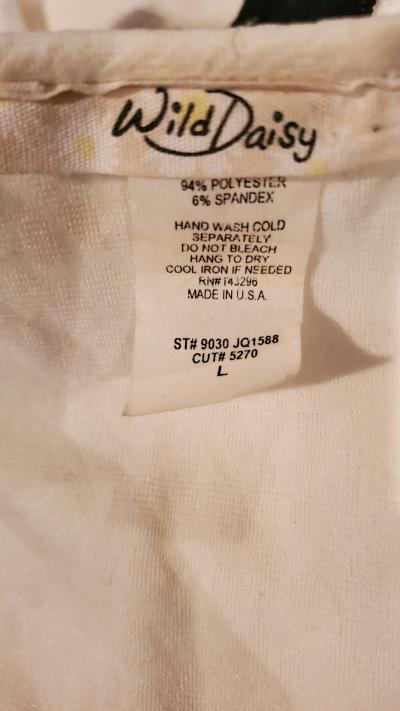 Wild Daisy
94% POLYESTER
6% SPANDEX
HAND WASH COLD
SEPARATELY
DO NOT BLEACH
HANG TO DRY
COOL IRON IF NEEDED
RN# 143296
MADE IN U.S.A.
ST# 9030 JQ1588
CUT# 5270
L